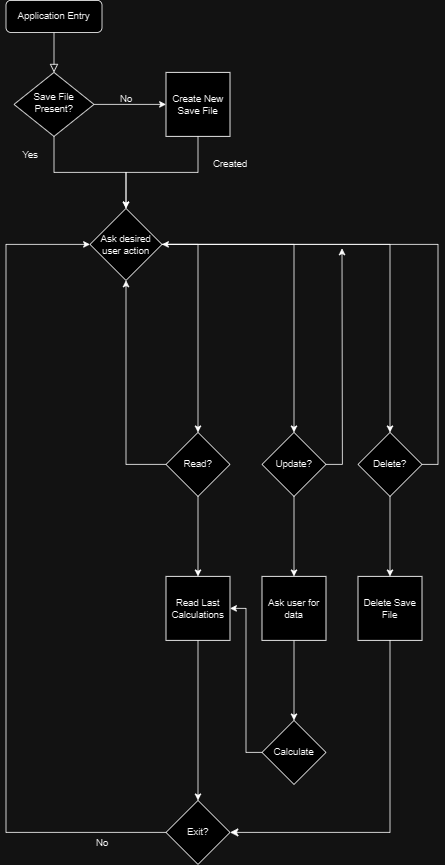 Application Entry
Save File
Present?
No
Create New
Save File
Yes
Created
Ask desired
user action
Read?
Update?
Delete?
Read Last
Calculations
Ask user for
data
Delete Save
File
Calculate
Exit?
No